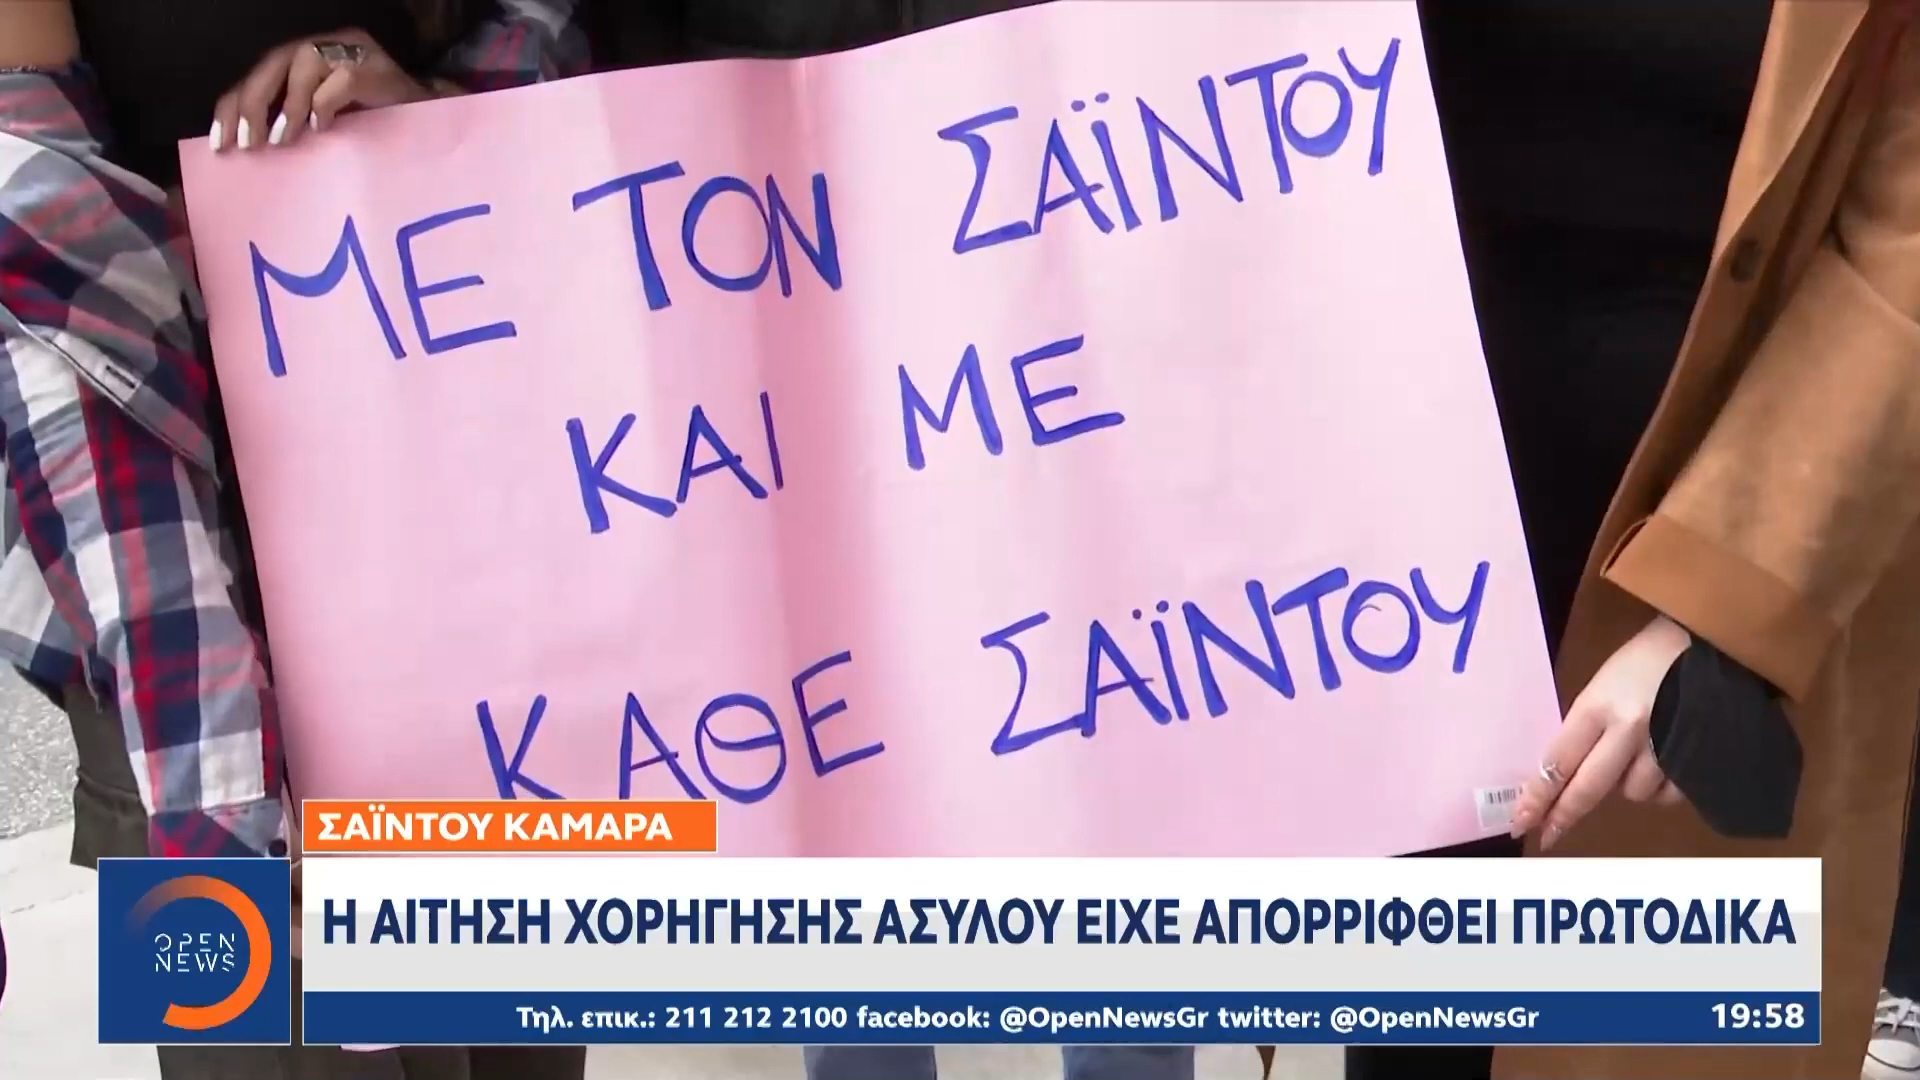 ΜΕ ΤΟΝ ΣΑΪΝΤΟΥ
ΚΑΙ ΜΕ
ΚΑΘΕ ΣΑΪΝΤΟΥ
ΣΑΪΝΤΟΥ ΚΑΜΑΡΑ
Η ΑΙΤΗΣΗ ΧΟΡΗΓΗΣΗΣ ΑΣΥΛΟΥ ΕΙΧΕ ΑΠΟΡΡΙΦΘΕΙ ΠΡΩΤΟΔΙΚΑ
OPEN
NEWS
Τηλ. επικ.: 211 212 2100 facebook: @OpenNewsGr twitter: @OpenNewsGr
19:58